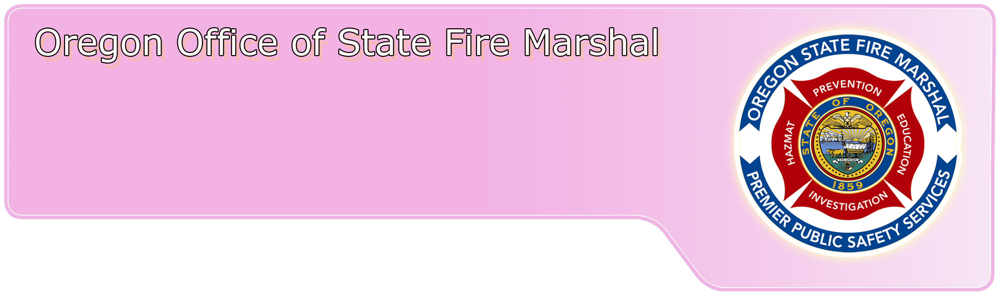 Oregon Office of State Fire Marshal
OREGON STATE FIRE MARSHAL
PREVENTION
HAZMAT
EDUCATION
INVESTIGATION
STATE OF OREGON
THE UNION
1859
PREMIER PUBLIC SAFETY SERVICES